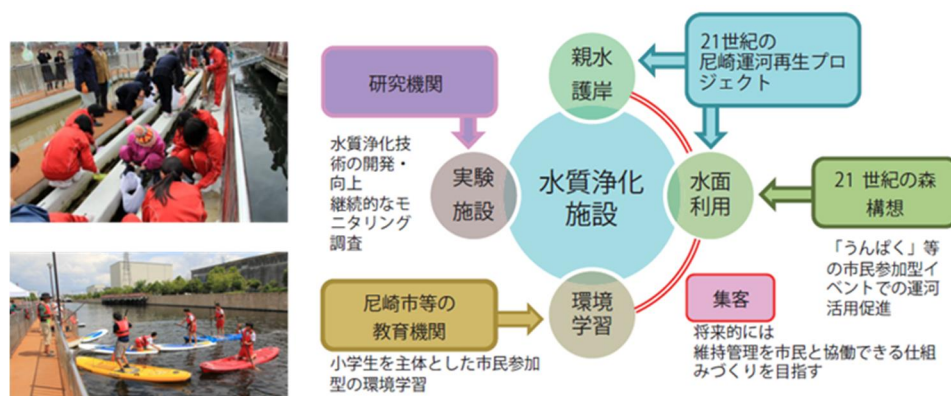 研究機関
水質浄化技
術の開発・
向上
継続的なモ
ニタリング
調査
親水
護岸
21世紀の
尼崎運河再生プロ
ジェクト
実験
施設
水質浄化
施設
水面
利用
21 世紀の森
構想
「うんぱく」等
の市民参加型イ
ベントでの運河
活用促進
尼崎市等の
教育機関
小学生を主体とした市民参加
型の環境学習
環境
学習
集客
将来的には
維持管理を市民と協働できる仕組
みづくりを目指す